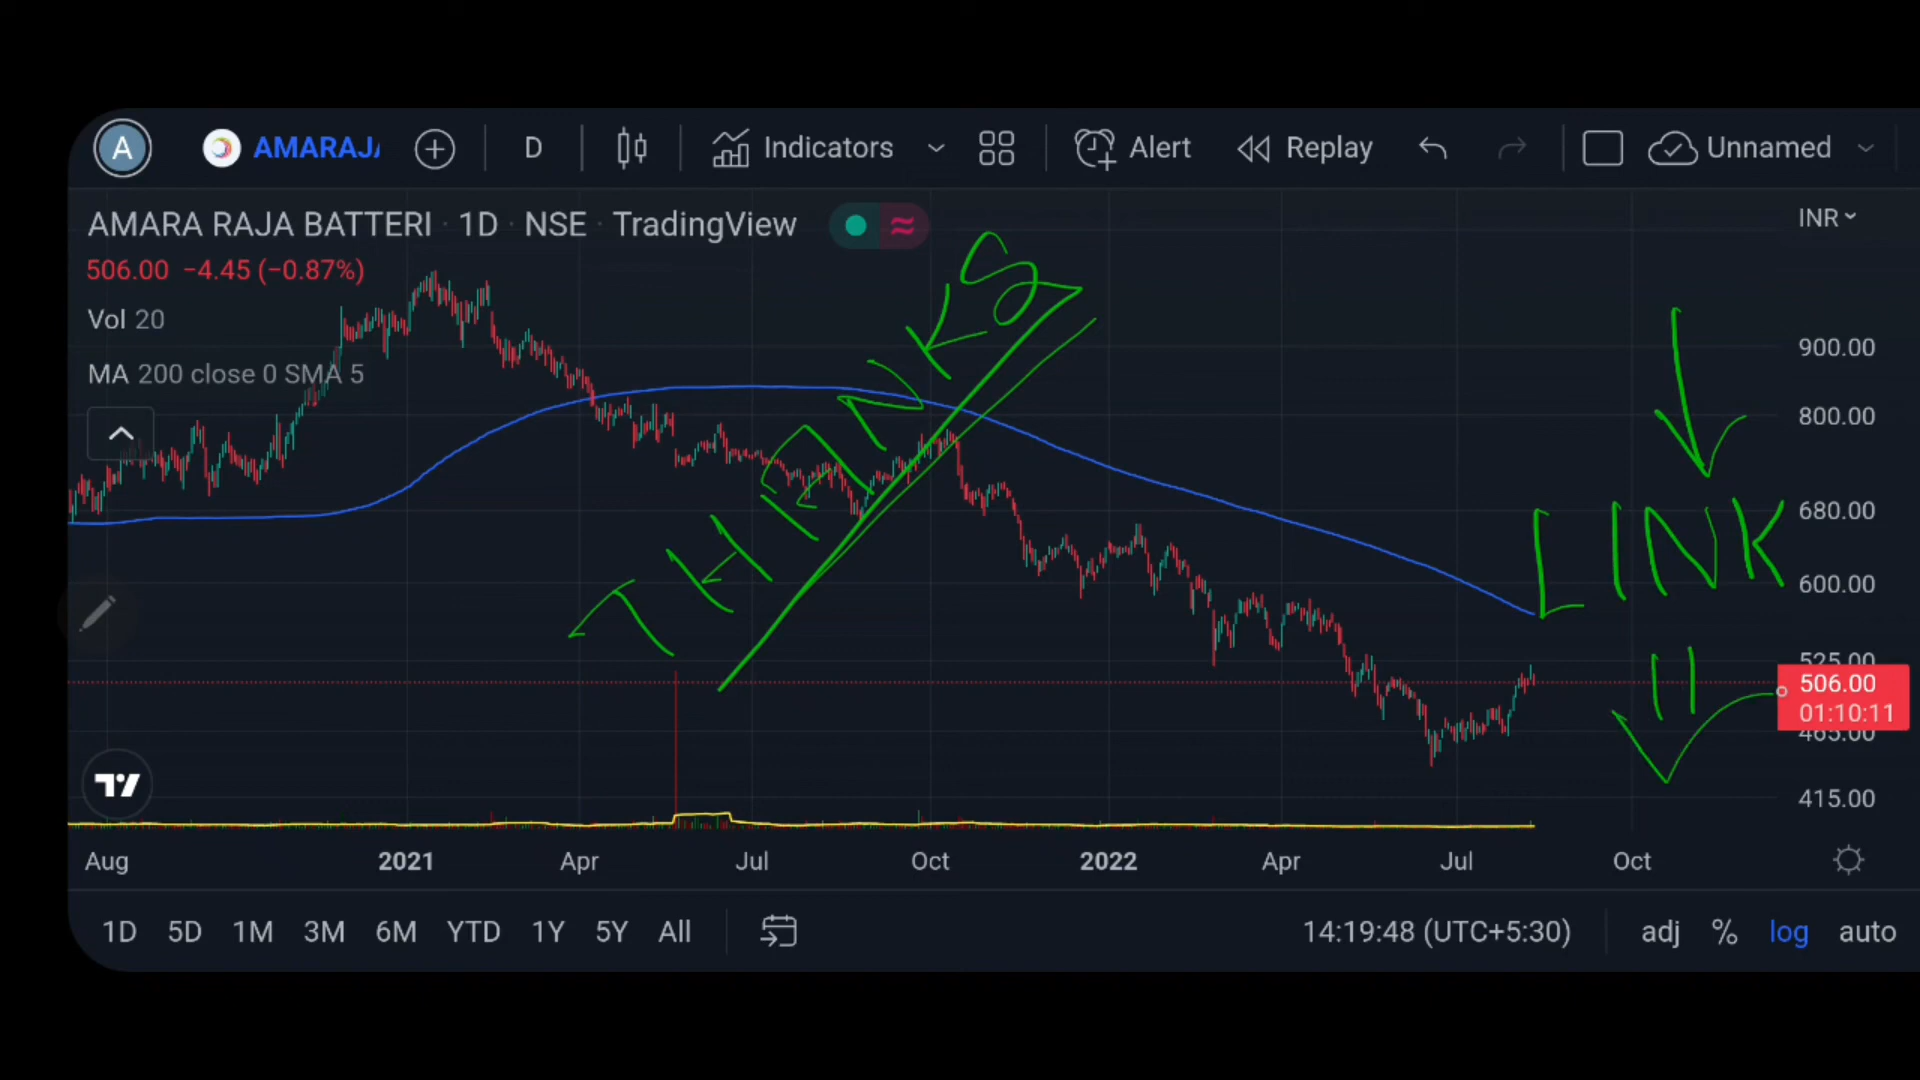 A AMARAJA D Indicators Alert Replay Unnamed
AMARA RAJA BATTERI · 1D · NSE · TradingView
INR
506.00 −4.45 (−0.87%)
Vol 20
MA 200 close 0 SMA 5
THANKS
LINK
900.00
800.00
680.00
600.00
525.00
506.00
01:10:11
465.00
415.00
Aug 2021 Apr Jul Oct 2022 Apr Jul Oct
1D 5D 1M 3M 6M YTD 1Y 5Y All 14:19:48 (UTC+5:30) adj % log auto